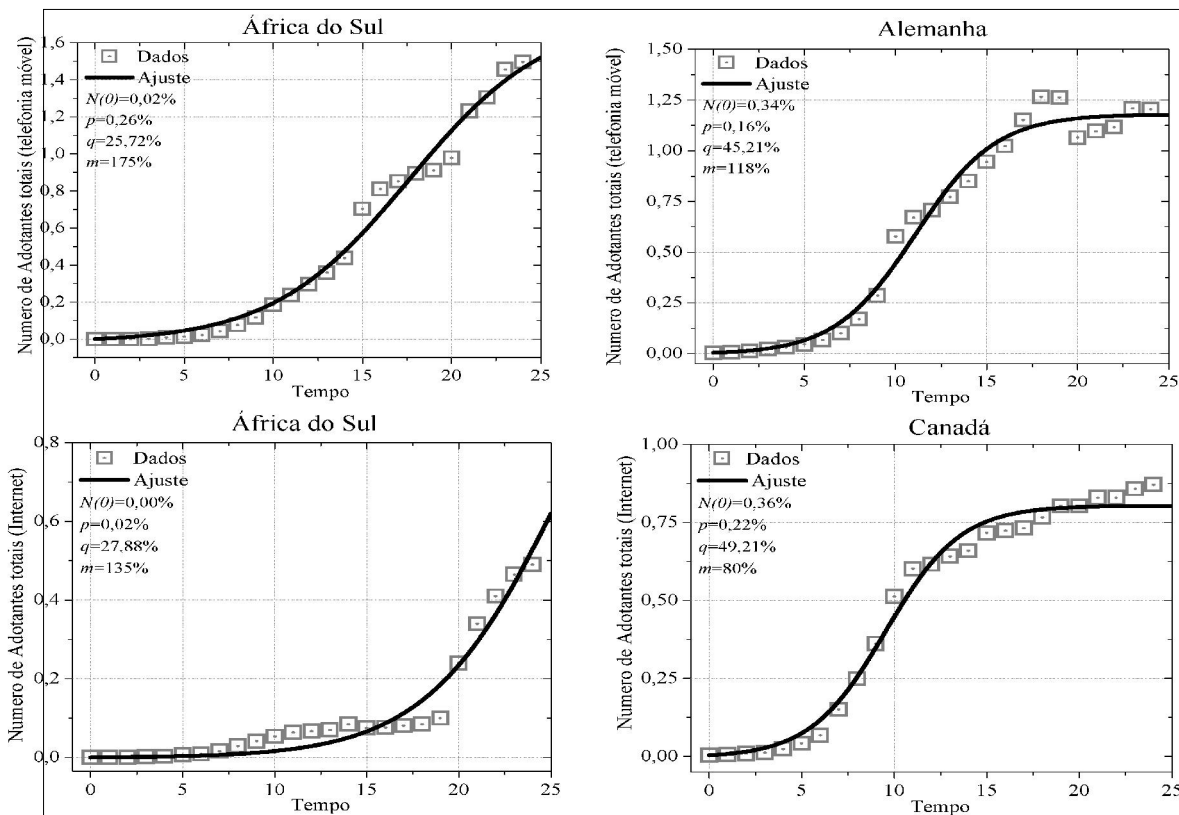 África do Sul
Numero de Adotantes totais (telefonia móvel)
1,6
1,4
1,2
1,0
0,8
0,6
0,4
0,2
0,0
Dados
Ajuste
N(0)=0,02%
p=0,26%
q=25,72%
m=175%
0 5 10 15 20 25
Tempo
Alemanha
Numero de Adotantes totais (telefonia móvel)
1,50
1,25
1,00
0,75
0,50
0,25
0,00
Dados
Ajuste
N(0)=0,34%
p=0,16%
q=45,21%
m=118%
0 5 10 15 20 25
Tempo
África do Sul
Numero de Adotantes totais (Internet)
0,8
0,6
0,4
0,2
0,0
Dados
Ajuste
N(0)=0,00%
p=0,02%
q=27,88%
m=135%
0 5 10 15 20 25
Tempo
Canadá
Numero de Adotantes totais (Internet)
1,00
0,75
0,50
0,25
0,00
Dados
Ajuste
N(0)=0,36%
p=0,22%
q=49,21%
m=80%
0 5 10 15 20 25
Tempo